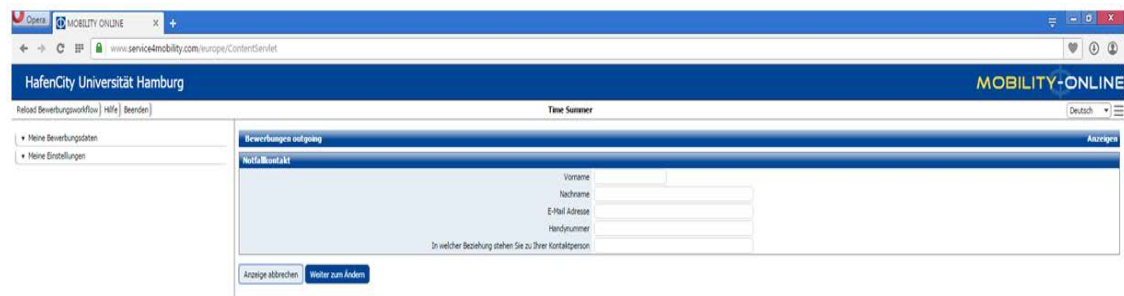 Opera MOBILITY ONLINE
www.service4mobility.com/europe/ContentServlet
HafenCity Universität Hamburg MOBILITY-ONLINE
Reload Bewerbungsworkflow Hilfe Beenden Time Summer Deutsch
Meine Bewerbungsdaten
Meine Einstellungen
Bewerbungen outgoing Anzeigen
Notfallkontakt
Vorname
Nachname
E-Mail Adresse
Handynummer
In welcher Beziehung stehen Sie zu Ihrer Kontaktperson
Anzeige abbrechen Weiter zum Ändern